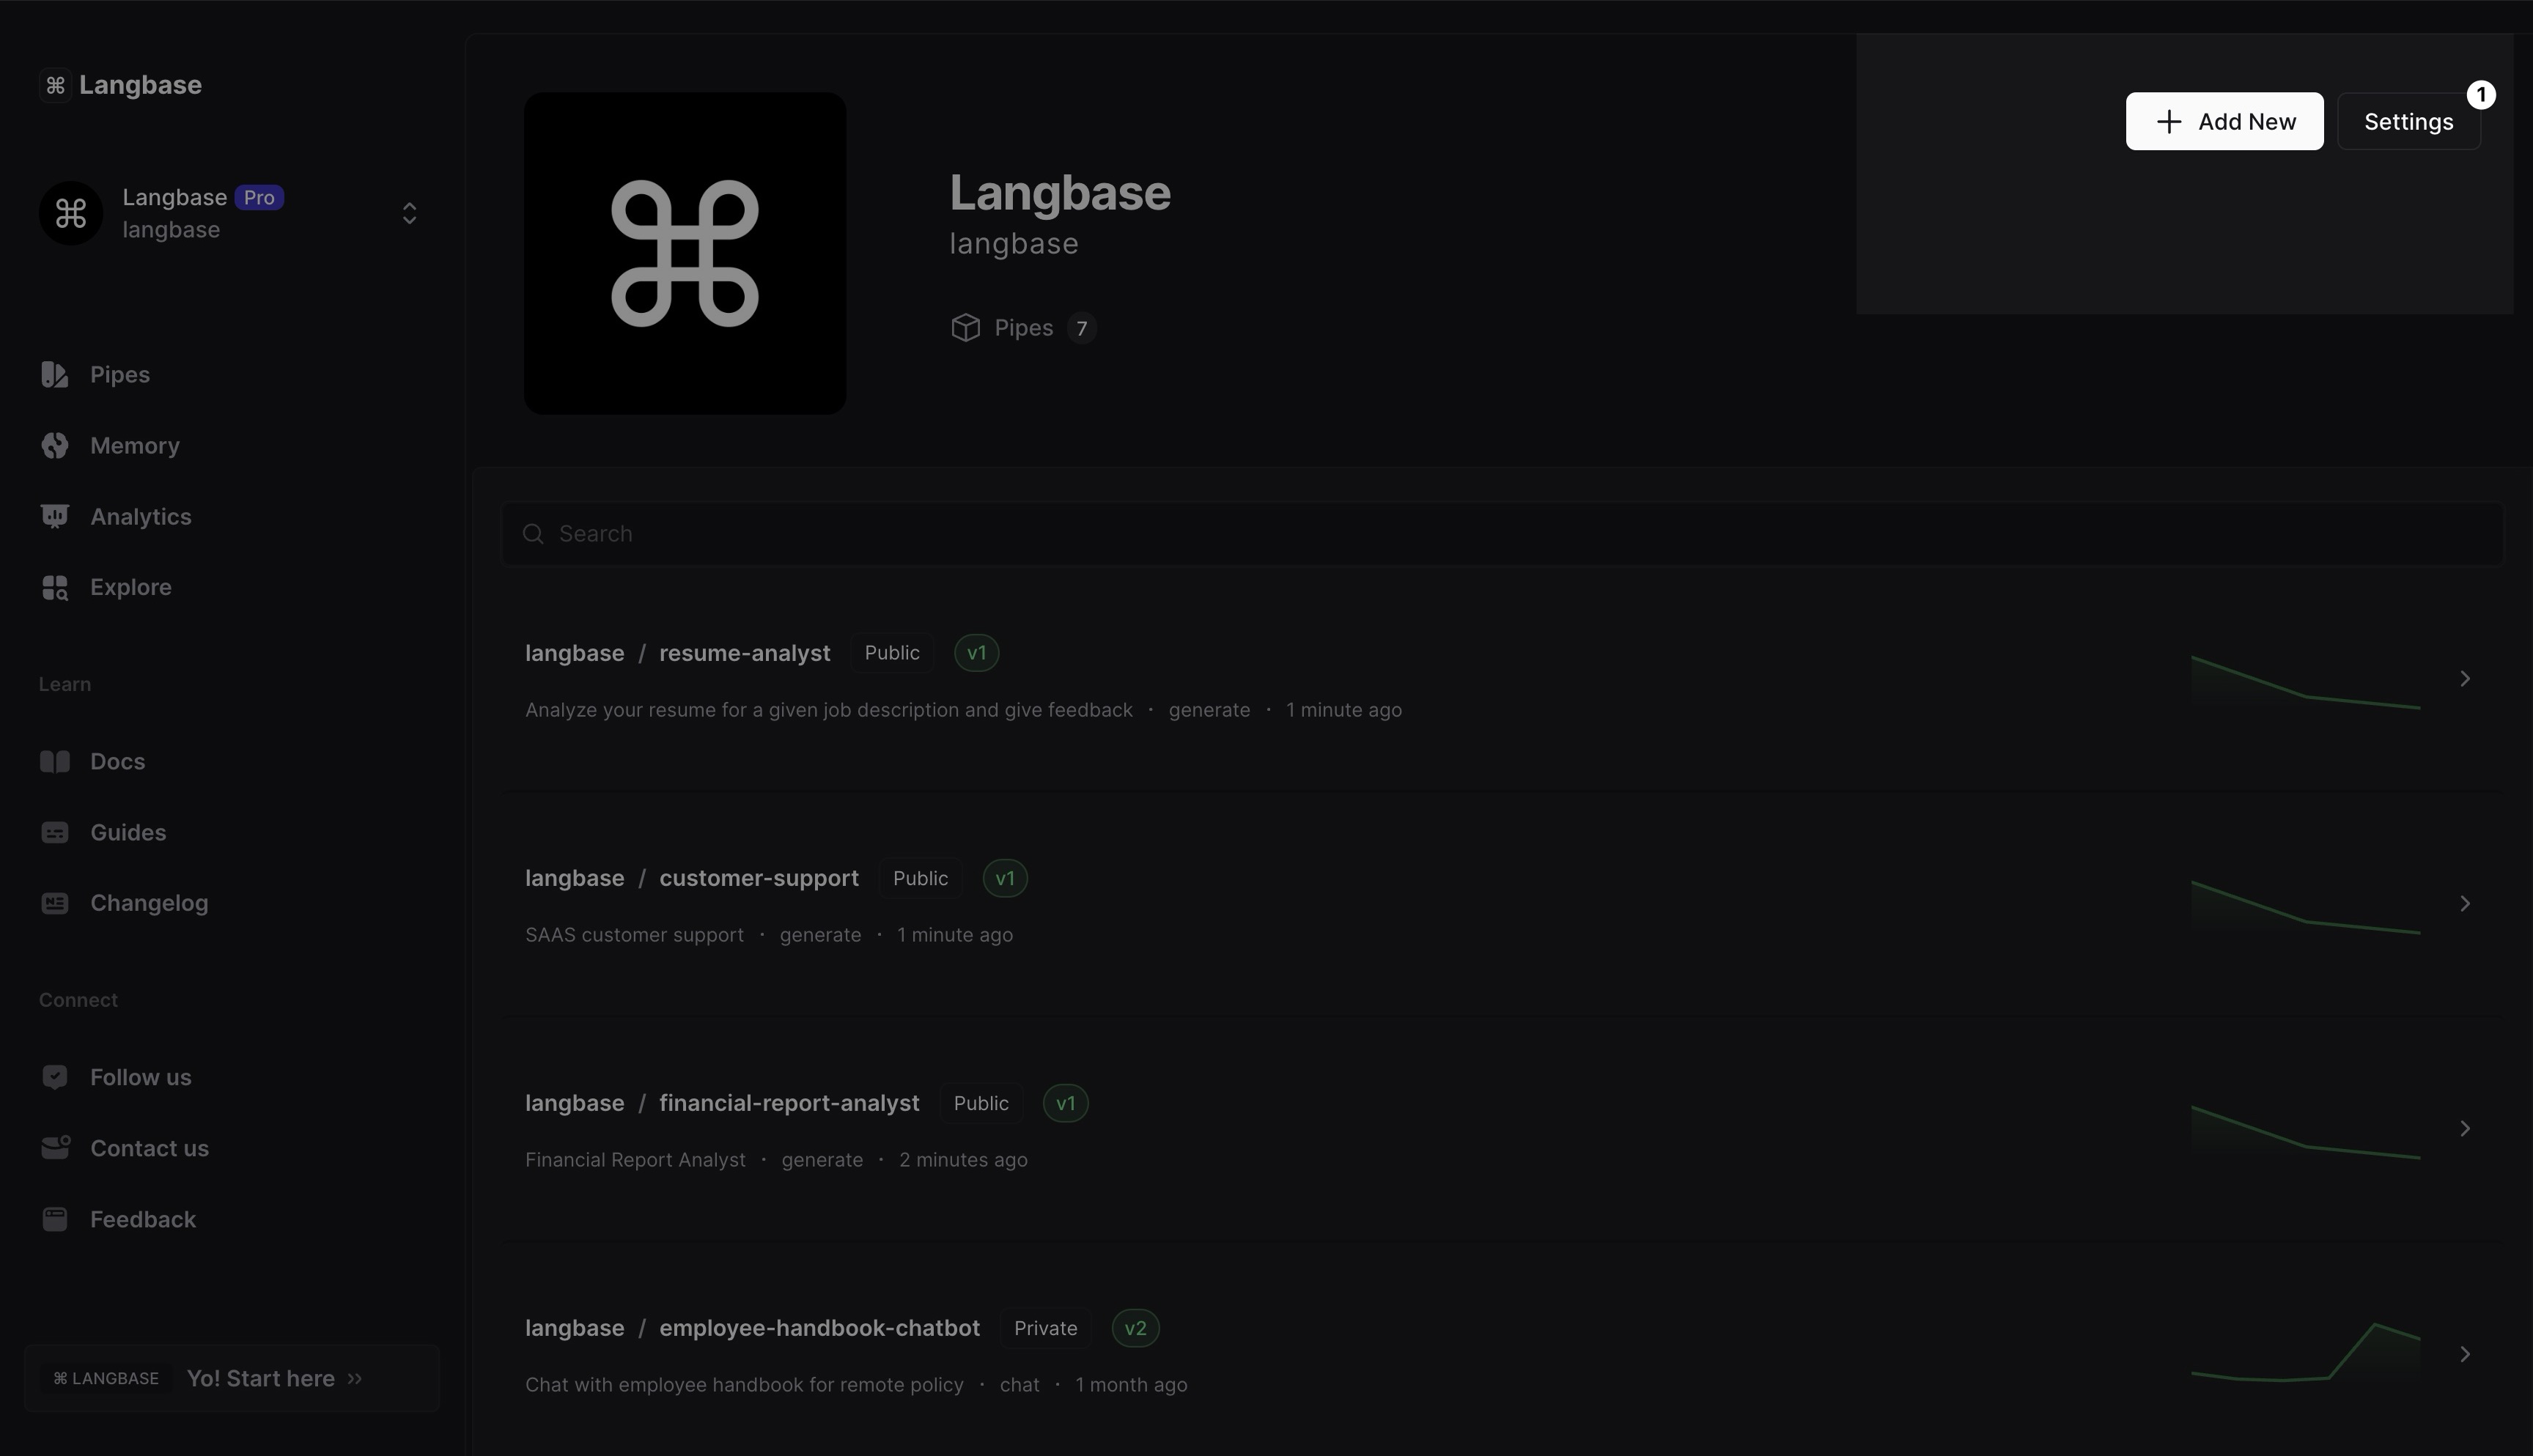 ⌘ Langbase
Langbase Pro
langbase
Pipes
Memory
Analytics
Explore
Learn
Docs
Guides
Changelog
Connect
Follow us
Contact us
Feedback
⌘ LANGBASE Yo! Start here »
Add New
Settings 1
Langbase
langbase
Pipes 7
Search
langbase / resume-analyst Public v1
Analyze your resume for a given job description and give feedback · generate · 1 minute ago
langbase / customer-support Public v1
SAAS customer support · generate · 1 minute ago
langbase / financial-report-analyst Public v1
Financial Report Analyst · generate · 2 minutes ago
langbase / employee-handbook-chatbot Private v2
Chat with employee handbook for remote policy · chat · 1 month ago